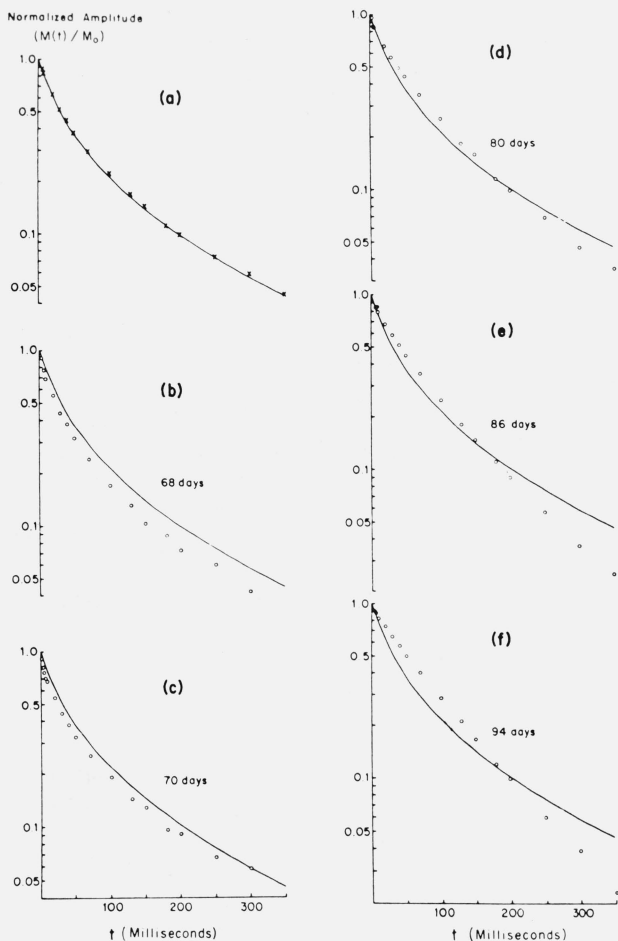 Normalized Amplitude
(M(t)/M₀)
1.0
0.5
0.1
0.05
(a)
1.0
0.5
0.1
0.05
(b)
68 days
1.0
0.5
0.1
0.05
(c)
70 days
100
200
300
t (Milliseconds)
1.0
0.5
0.1
0.05
(d)
80 days
1.0
0.5
0.1
0.05
(e)
86 days
1.0
0.5
0.1
0.05
(f)
94 days
100
200
300
t (Milliseconds)